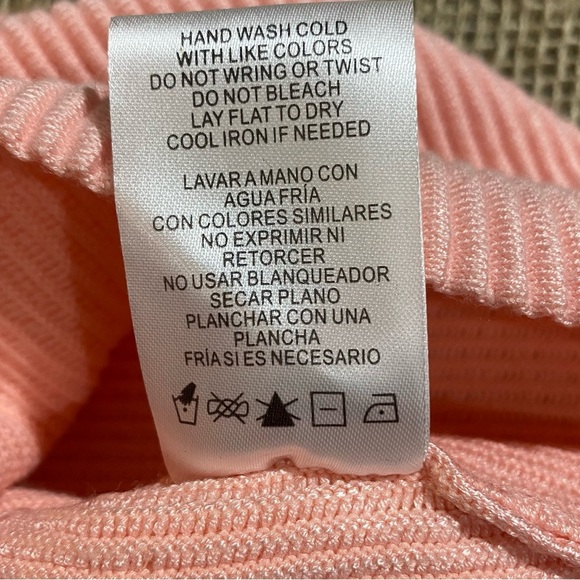 HAND WASH COLD
WITH LIKE COLORS
DO NOT WRING OR TWIST
DO NOT BLEACH
LAY FLAT TO DRY
COOL IRON IF NEEDED
LAVAR A MANO CON
AGUA FRÍA
CON COLORES SIMILARES
NO EXPRIMIR NI
RETORCER
NO USAR BLANQUEADOR
SECAR PLANO
PLANCHAR CON UNA
PLANCHA
FRÍA SI ES NECESARIO